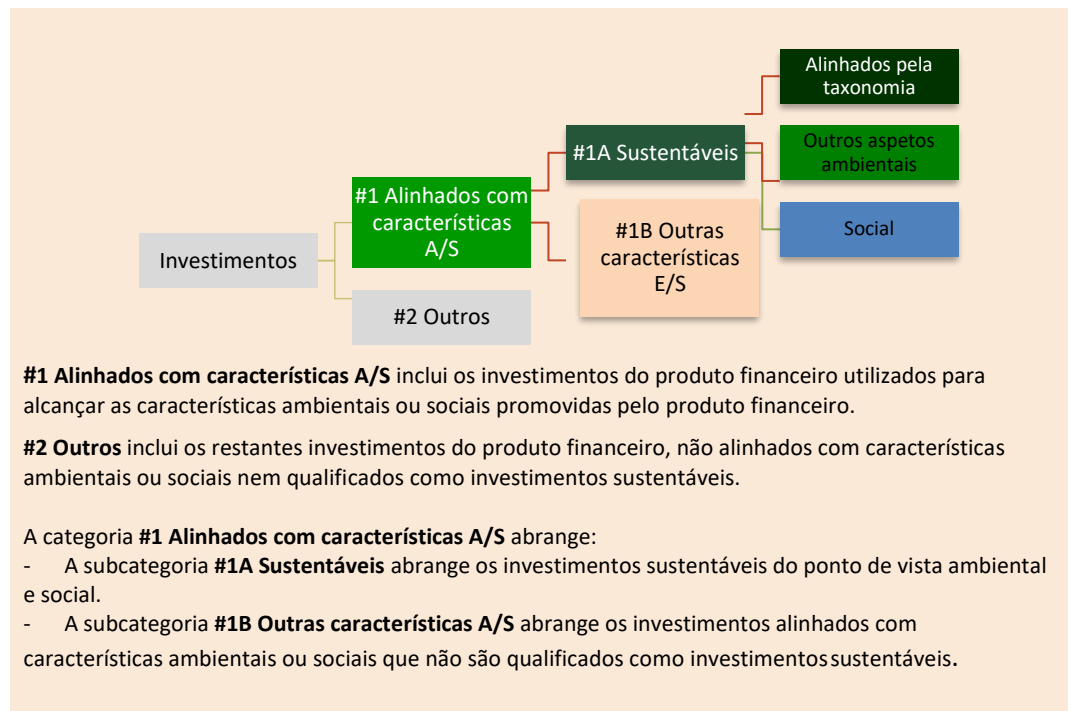 Alinhados pela
taxonomia
#1A Sustentáveis
Outros aspetos
ambientais
#1 Alinhados com
características
A/S
#1B Outras
características
E/S
Social
Investimentos
#2 Outros
#1 Alinhados com características A/S inclui os investimentos do produto financeiro utilizados para
alcançar as características ambientais ou sociais promovidas pelo produto financeiro.
#2 Outros inclui os restantes investimentos do produto financeiro, não alinhados com características
ambientais ou sociais nem qualificados como investimentos sustentáveis.
A categoria #1 Alinhados com características A/S abrange:
- A subcategoria #1A Sustentáveis abrange os investimentos sustentáveis do ponto de vista ambiental
e social.
- A subcategoria #1B Outras características A/S abrange os investimentos alinhados com
características ambientais ou sociais que não são qualificados como investimentos sustentáveis.